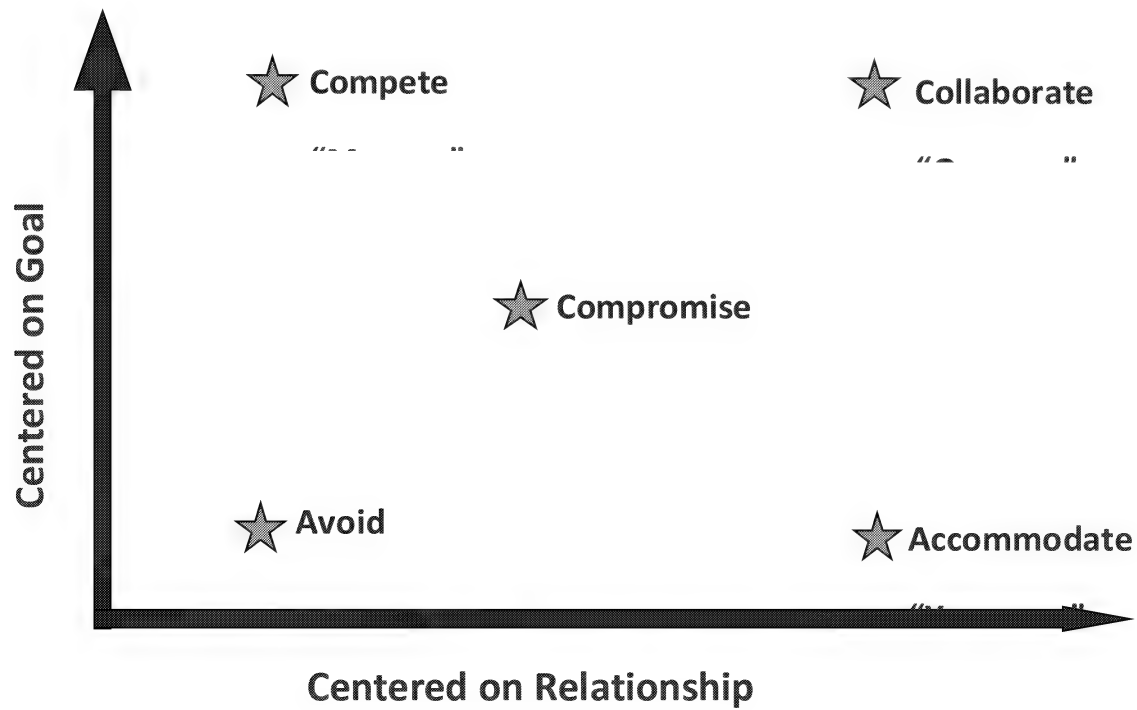 Compete
Collaborate
Centered on Goal
Compromise
Avoid
Accommodate
Centered on Relationship